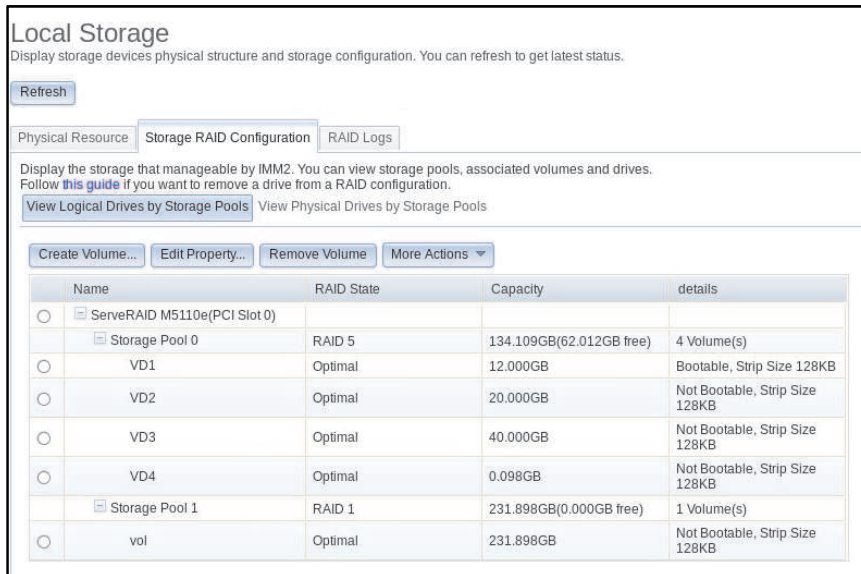 Local Storage
Display storage devices physical structure and storage configuration. You can refresh to get latest status.
Refresh
Physical Resource Storage RAID Configuration RAID Logs
Display the storage that manageable by IMM2. You can view storage pools, associated volumes and drives.
Follow this guide if you want to remove a drive from a RAID configuration.
View Logical Drives by Storage Pools View Physical Drives by Storage Pools
Create Volume... Edit Property... Remove Volume More Actions
Name RAID State Capacity details
ServeRAID M5110e(PCI Slot 0)
Storage Pool 0 RAID 5 134.109GB(62.012GB free) 4 Volume(s)
VD1 Optimal 12.000GB Bootable, Strip Size 128KB
VD2 Optimal 20.000GB Not Bootable, Strip Size
128KB
VD3 Optimal 40.000GB Not Bootable, Strip Size
128KB
VD4 Optimal 0.098GB Not Bootable, Strip Size
128KB
Storage Pool 1 RAID 1 231.898GB(0.000GB free) 1 Volume(s)
vol Optimal 231.898GB Not Bootable, Strip Size
128KB